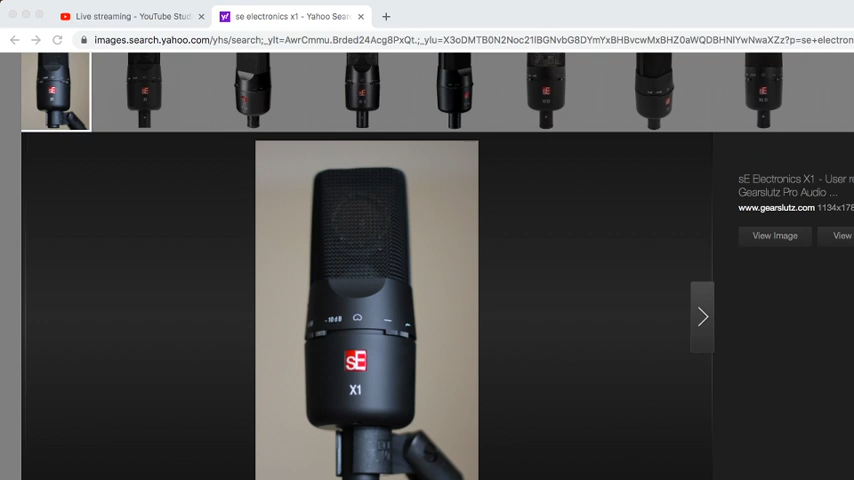 Live streaming - YouTube Stud
se electronics x1 - Yahoo Sear
images.search.yahoo.com/yhs/search;_ylt=AwrCmmu.Brded24Acg8PxQt.;_ylu=X3oDMTB0N2Noc21lBGNvbG8DYmYxBHBvcwMxBHZ0aWQDBHNlYwNwaXZz?p=se+electron
-10dB
sE
X1
sE Electronics X1 - User re
Gearslutz Pro Audio ...
www.gearslutz.com 1134x178
View Image
View